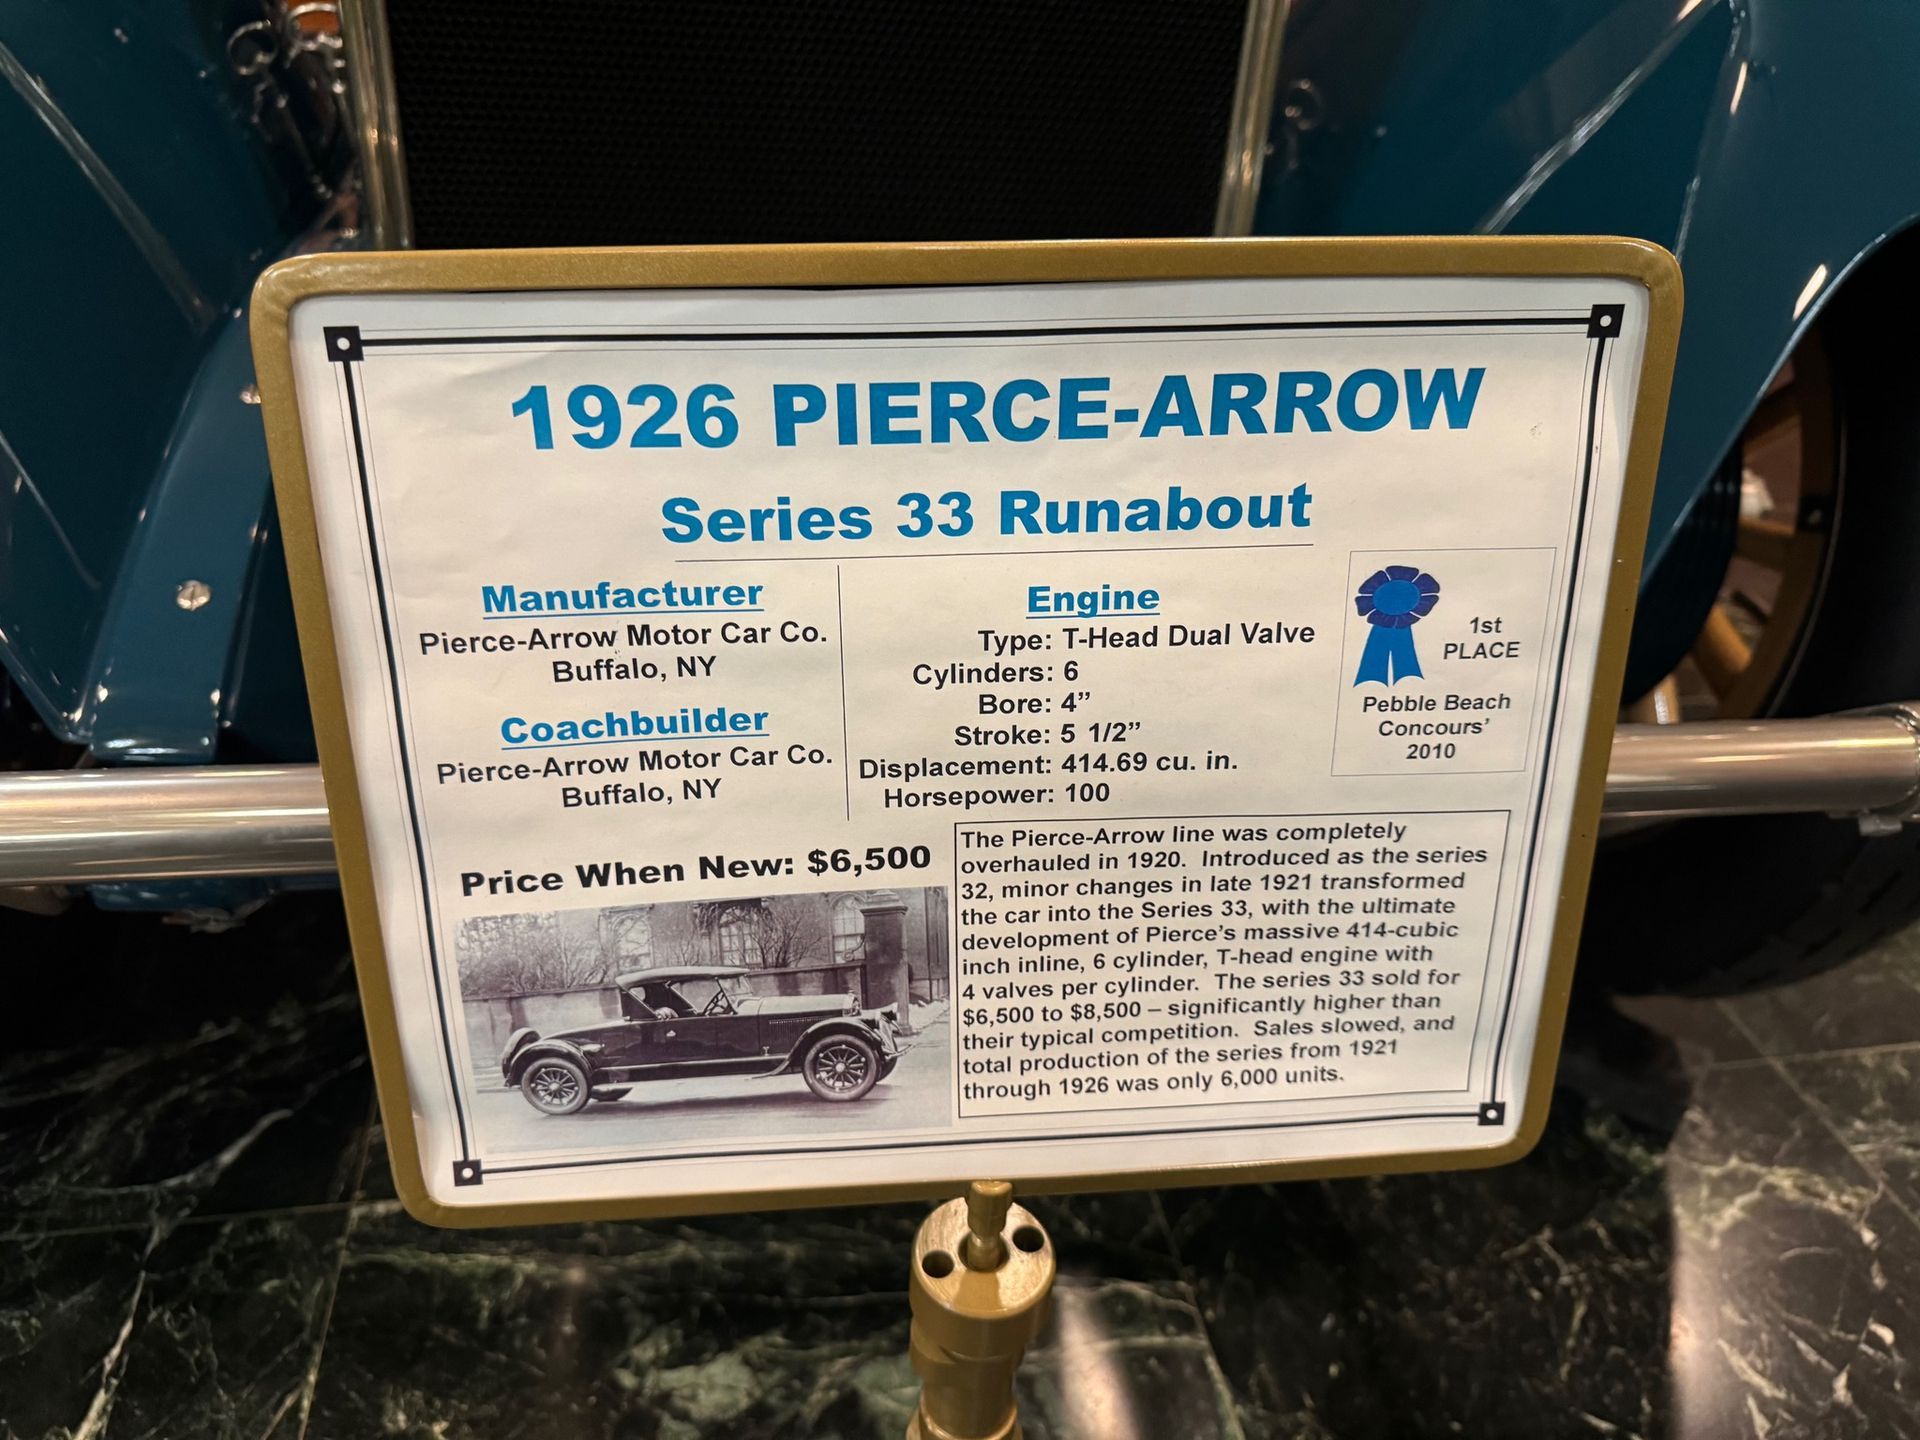 1926 PIERCE-ARROW
Series 33 Runabout
Manufacturer
Pierce-Arrow Motor Car Co.
Buffalo, NY
Coachbuilder
Pierce-Arrow Motor Car Co.
Buffalo, NY
Engine
Type: T-Head Dual Valve
Cylinders: 6
Bore: 4”
Stroke: 5 1/2”
Displacement: 414.69 cu. in.
Horsepower: 100
1st
PLACE
Pebble Beach
Concours’
2010
Price When New: $6,500
The Pierce-Arrow line was completely
overhauled in 1920. Introduced as the series
32, minor changes in late 1921 transformed
the car into the Series 33, with the ultimate
development of Pierce’s massive 414-cubic
inch inline, 6 cylinder, T-head engine with
4 valves per cylinder. The series 33 sold for
$6,500 to $8,500 – significantly higher than
their typical competition. Sales slowed, and
total production of the series from 1921
through 1926 was only 6,000 units.